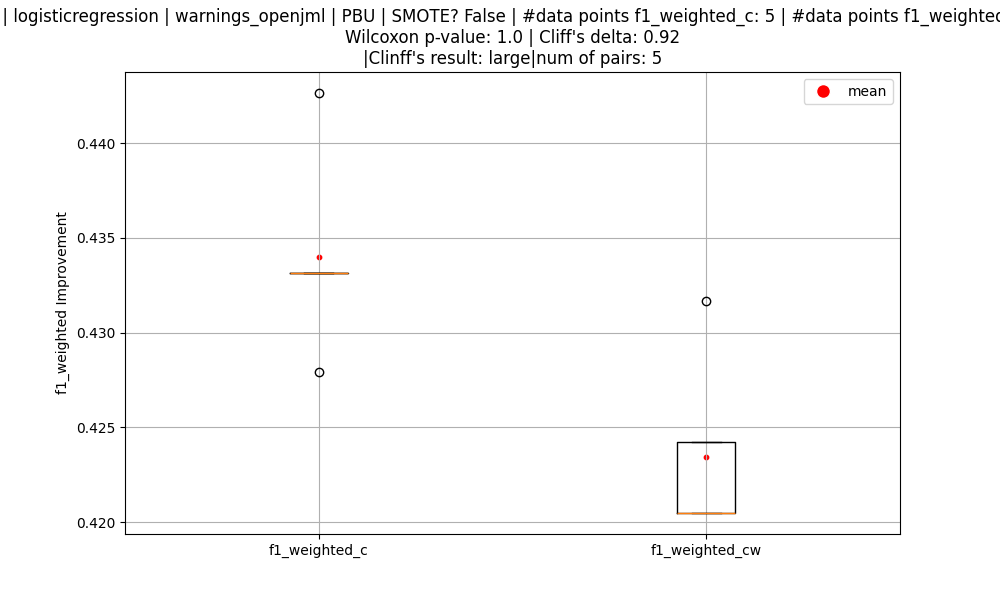 | logisticregression | warnings_openjml | PBU | SMOTE? False | #data points f1_weighted_c: 5 | #data points f1_weighted
Wilcoxon p-value: 1.0 | Cliff's delta: 0.92
|Clinff's result: large|num of pairs: 5
mean
0.440
0.435
0.430
0.425
0.420
f1_weighted Improvement
f1_weighted_c
f1_weighted_cw